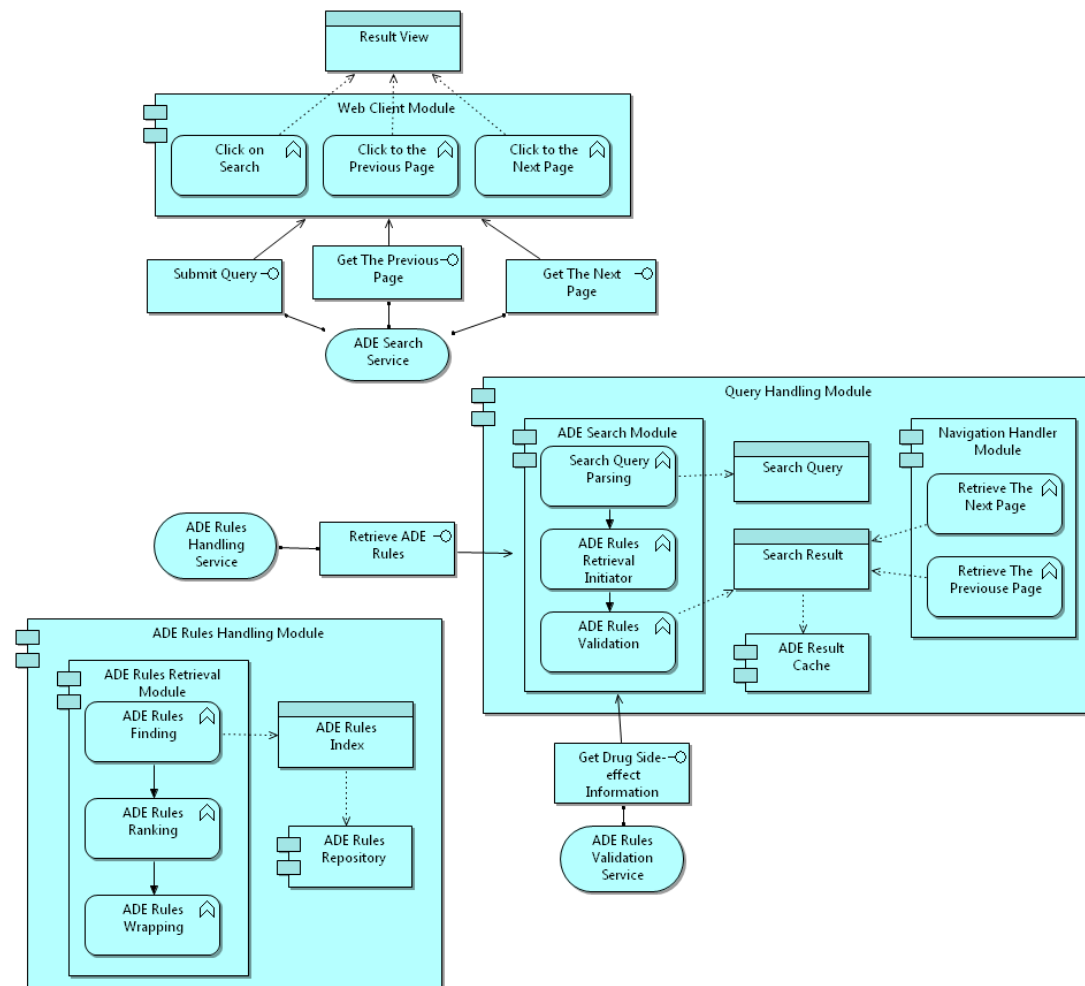 Result View
Web Client Module
Click on
Search
Click to the
Previous Page
Click to the
Next Page
Submit Query
Get The Previous
Page
Get The Next
Page
ADE Search
Service
Query Handling Module
ADE Search Module
Search Query
Parsing
ADE Rules
Retrieval
Initiator
ADE Rules
Validation
Search Query
Search Result
ADE Result
Cache
Navigation Handler
Module
Retrieve The
Next Page
Retrieve The
Previouse Page
ADE Rules
Handling
Service
Retrieve ADE
Rules
ADE Rules Handling Module
ADE Rules Retrieval
Module
ADE Rules
Finding
ADE Rules
Ranking
ADE Rules
Wrapping
ADE Rules
Index
ADE Rules
Repository
Get Drug Side-
effect
Information
ADE Rules
Validation
Service